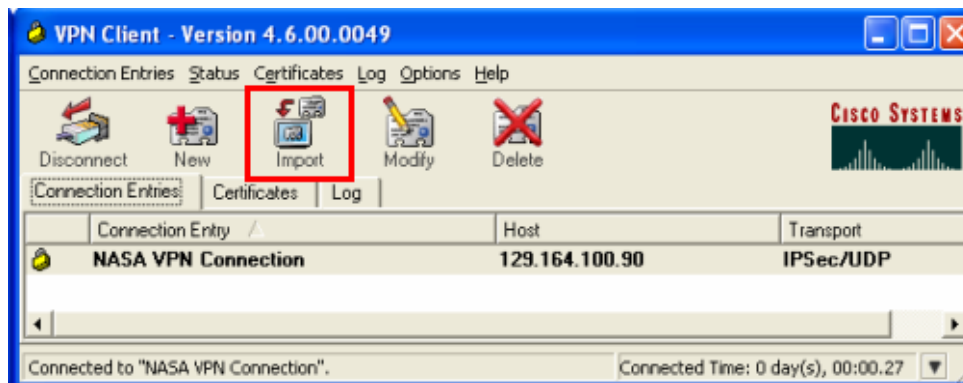 VPN Client - Version 4.6.00.0049
Connection Entries Status Certificates Log Options Help
CISCO SYSTEMS
Disconnect New Import Modify Delete
Connection Entries Certificates Log
Connection Entry Host Transport
NASA VPN Connection 129.164.100.90 IPSec/UDP
Connected to "NASA VPN Connection". Connected Time: 0 day(s), 00:00.27